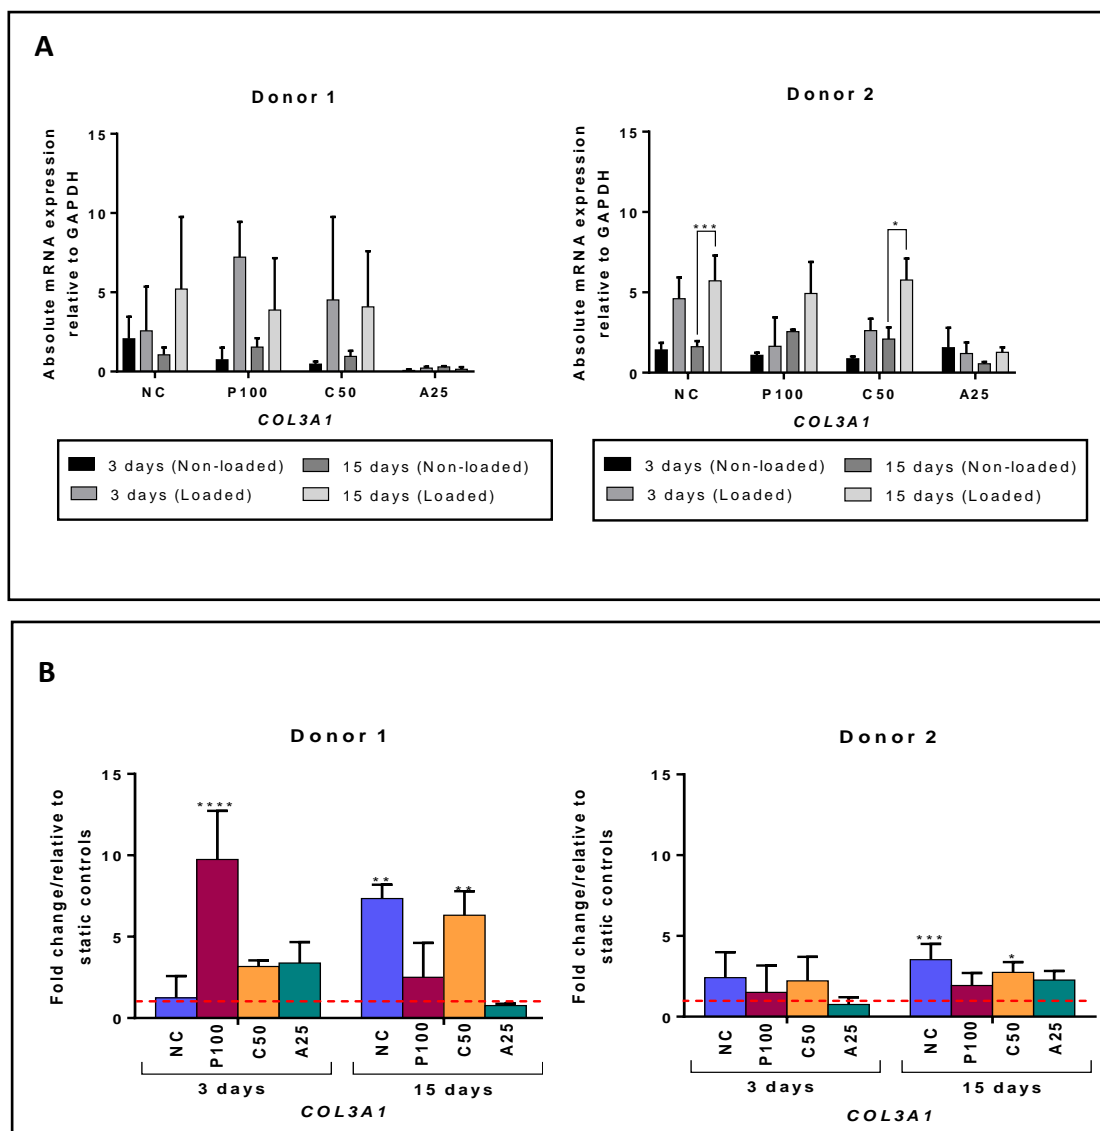 A
Donor 1
Absolute mRNA expression
relative to GAPDH
15
10
5
0
NC P100 C50 A25
COL3A1
3 days (Non-loaded) 15 days (Non-loaded)
3 days (Loaded) 15 days (Loaded)
Donor 2
Absolute mRNA expression
relative to GAPDH
15
10
5
0
*** *
NC P100 C50 A25
COL3A1
3 days (Non-loaded) 15 days (Non-loaded)
3 days (Loaded) 15 days (Loaded)
B
Donor 1
Fold change/relative to
static controls
15
10
5
0
**** ** **
NC P100 C50 A25 NC P100 C50 A25
3 days 15 days
COL3A1
Donor 2
Fold change/relative to
static controls
15
10
5
0
*** *
NC P100 C50 A25 NC P100 C50 A25
3 days 15 days
COL3A1